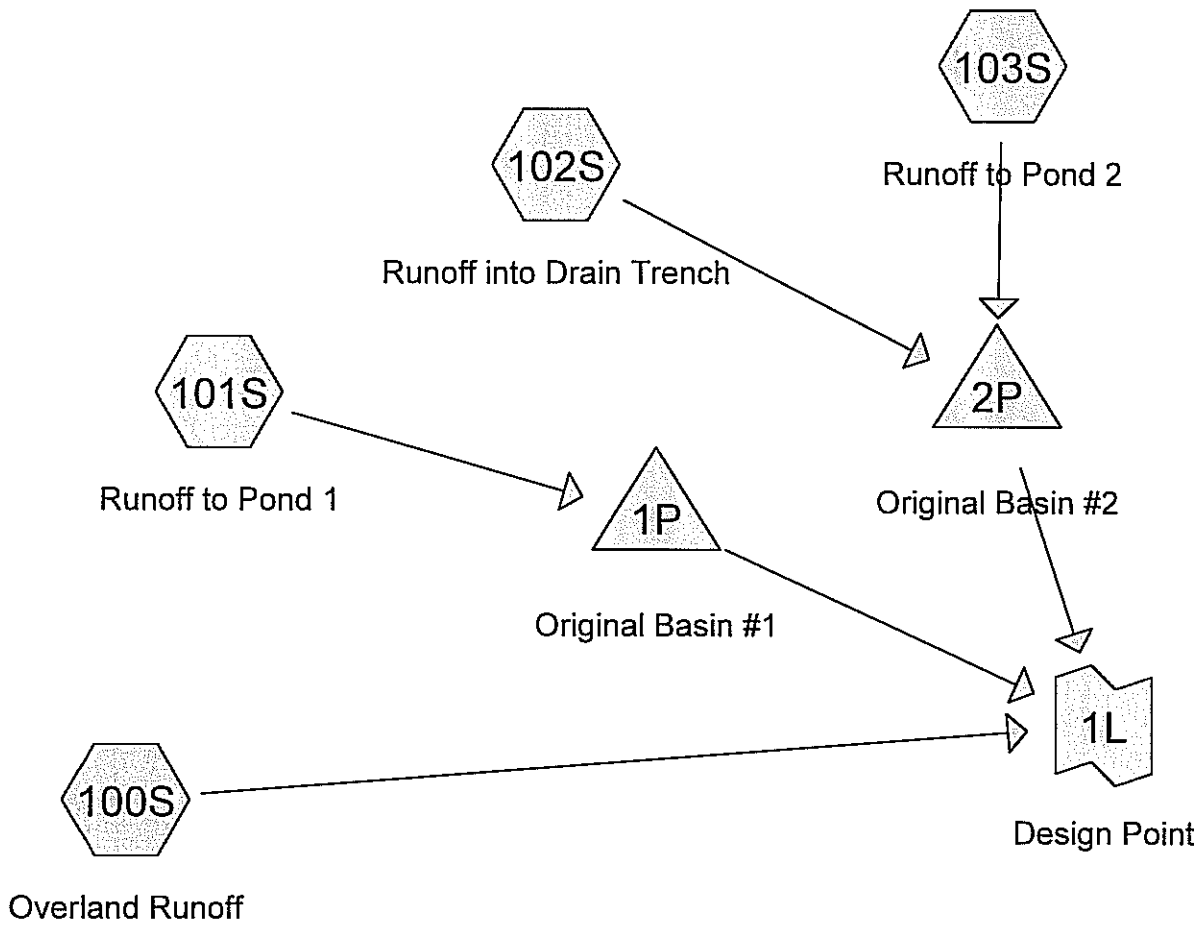 103S
Runoff to Pond 2
102S
Runoff into Drain Trench
101S
Runoff to Pond 1
2P
Original Basin #2
1P
Original Basin #1
1L
Design Point
100S
Overland Runoff